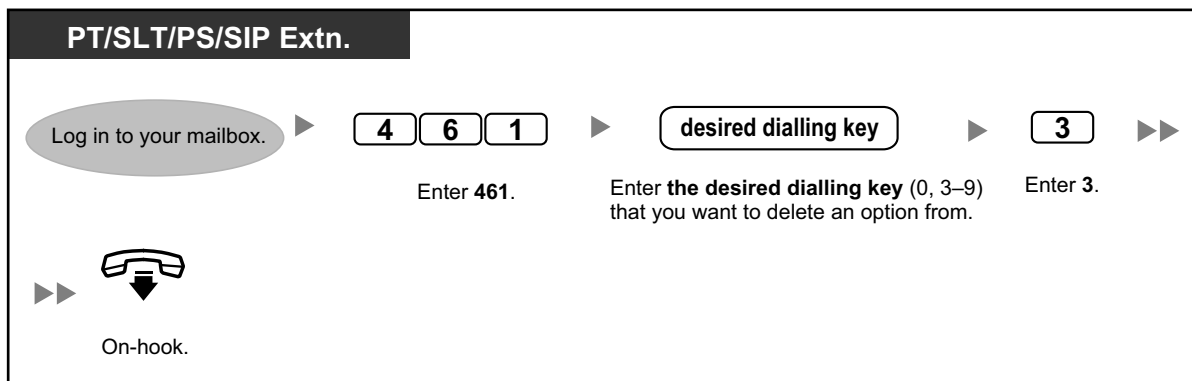 PT/SLT/PS/SIP Extn.
Log in to your mailbox.
4 6 1
desired dialling key
3
Enter 461.
Enter the desired dialling key (0, 3–9)
that you want to delete an option from.
Enter 3.
On-hook.